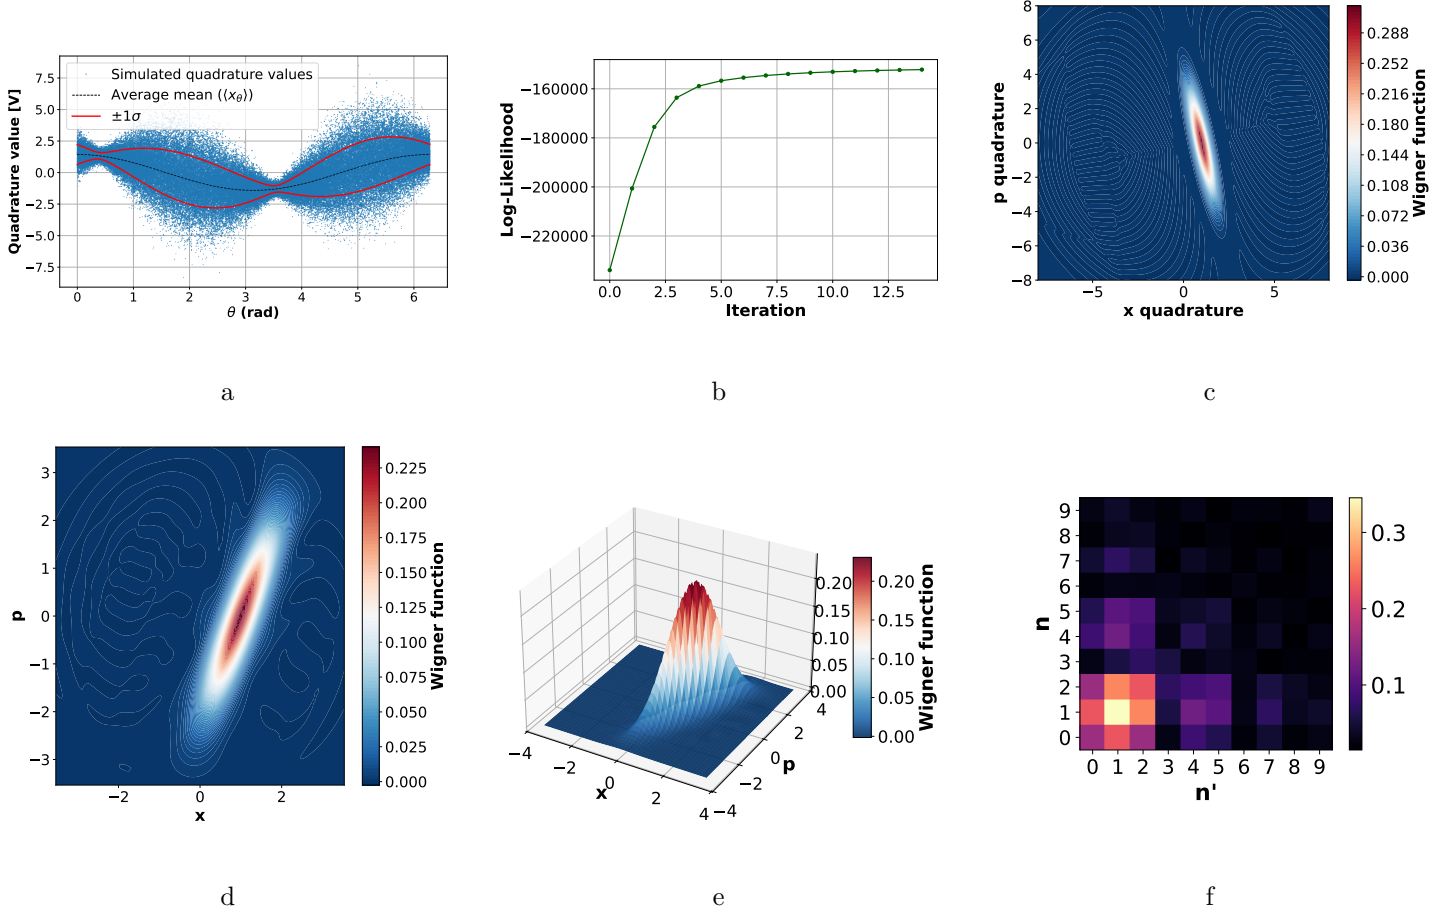 Quadrature value [V]
7.5
5.0
2.5
0.0
−2.5
−5.0
−7.5
Simulated quadrature values
Average mean (⟨x_θ⟩)
±1σ
0 1 2 3 4 5 6
θ (rad)
a
Log-Likelihood
−160000
−180000
−200000
−220000
0.0 2.5 5.0 7.5 10.0 12.5
Iteration
b
p quadrature
8
6
4
2
0
−2
−4
−6
−8
−5 0 5
x quadrature
0.288
0.252
0.216
0.180
0.144
0.108
0.072
0.036
0.000
Wigner function
c
p
3
2
1
0
−1
−2
−3
−2 0 2
x
0.225
0.200
0.175
0.150
0.125
0.100
0.075
0.050
0.025
0.000
Wigner function
d
−4 −2 0 2 4
x
−4 −2 0 2 4
p
0.20
0.15
0.10
0.05
0.00
0.20
0.15
0.10
0.05
0.00
Wigner function
e
n
9
8
7
6
5
4
3
2
1
0
0 1 2 3 4 5 6 7 8 9
n'
0.3
0.2
0.1
f